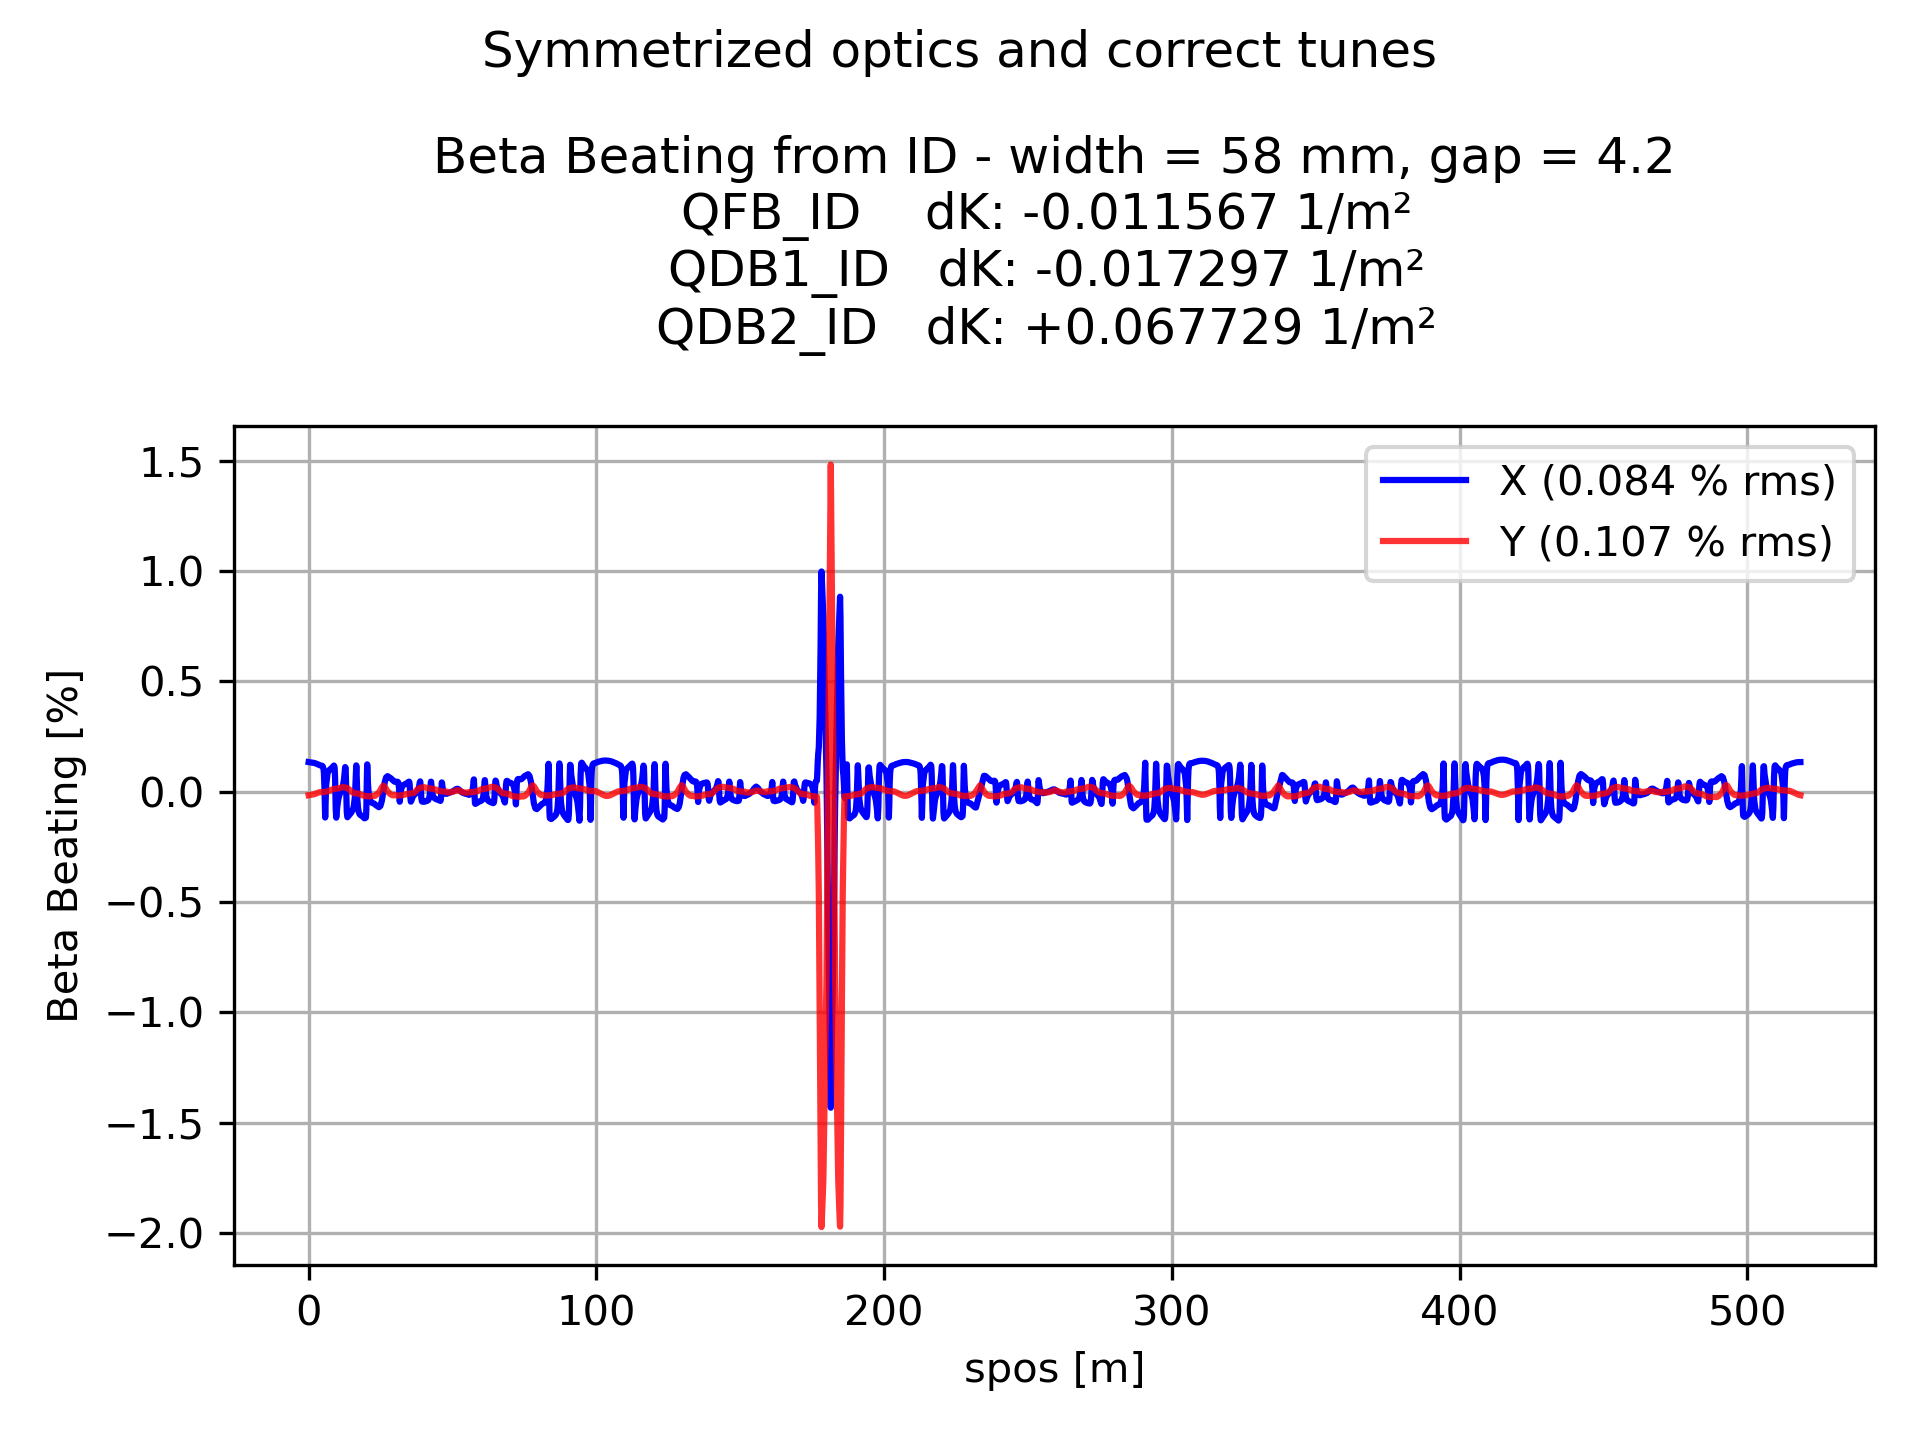 Symmetrized optics and correct tunes
Beta Beating from ID - width = 58 mm, gap = 4.2
QFB_ID dK: -0.011567 1/m²
QDB1_ID dK: -0.017297 1/m²
QDB2_ID dK: +0.067729 1/m²
X (0.084 % rms)
Y (0.107 % rms)
Beta Beating [%]
1.5
1.0
0.5
0.0
−0.5
−1.0
−1.5
−2.0
0 100 200 300 400 500
spos [m]